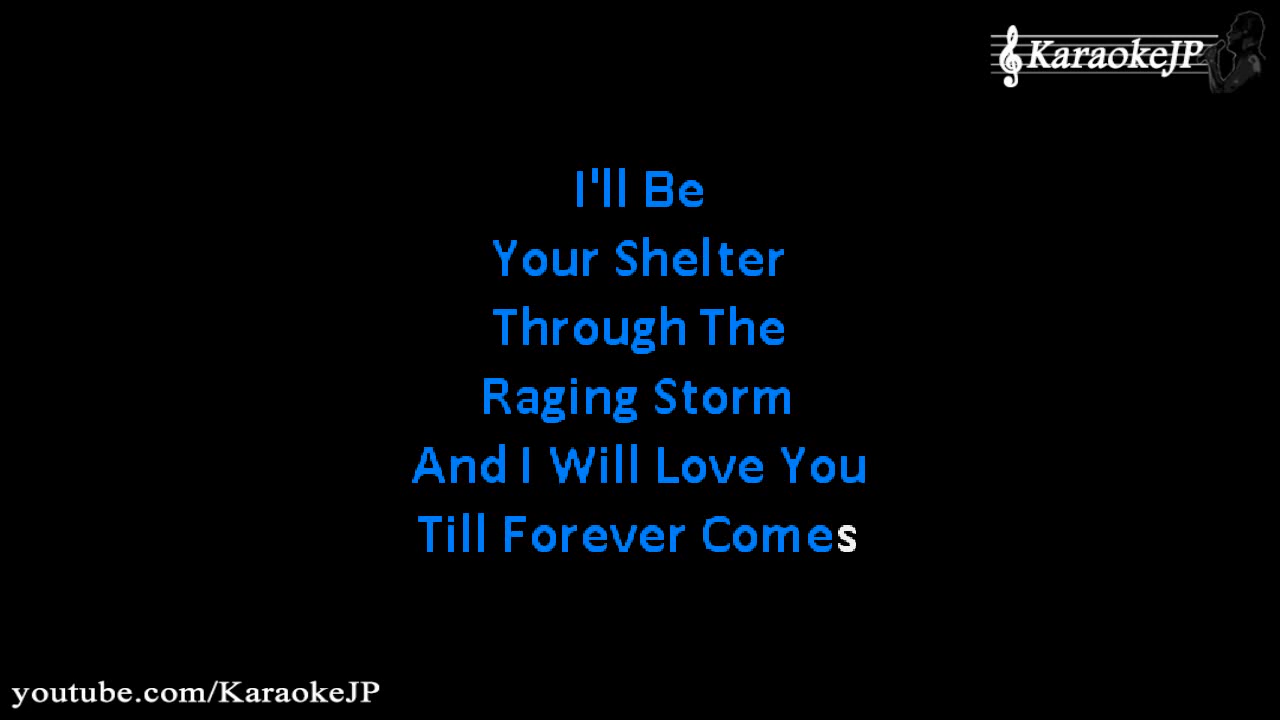 KaraokeJP
I'll Be
Your Shelter
Through The
Raging Storm
And I Will Love You
Till Forever Comes
youtube.com/KaraokeJP